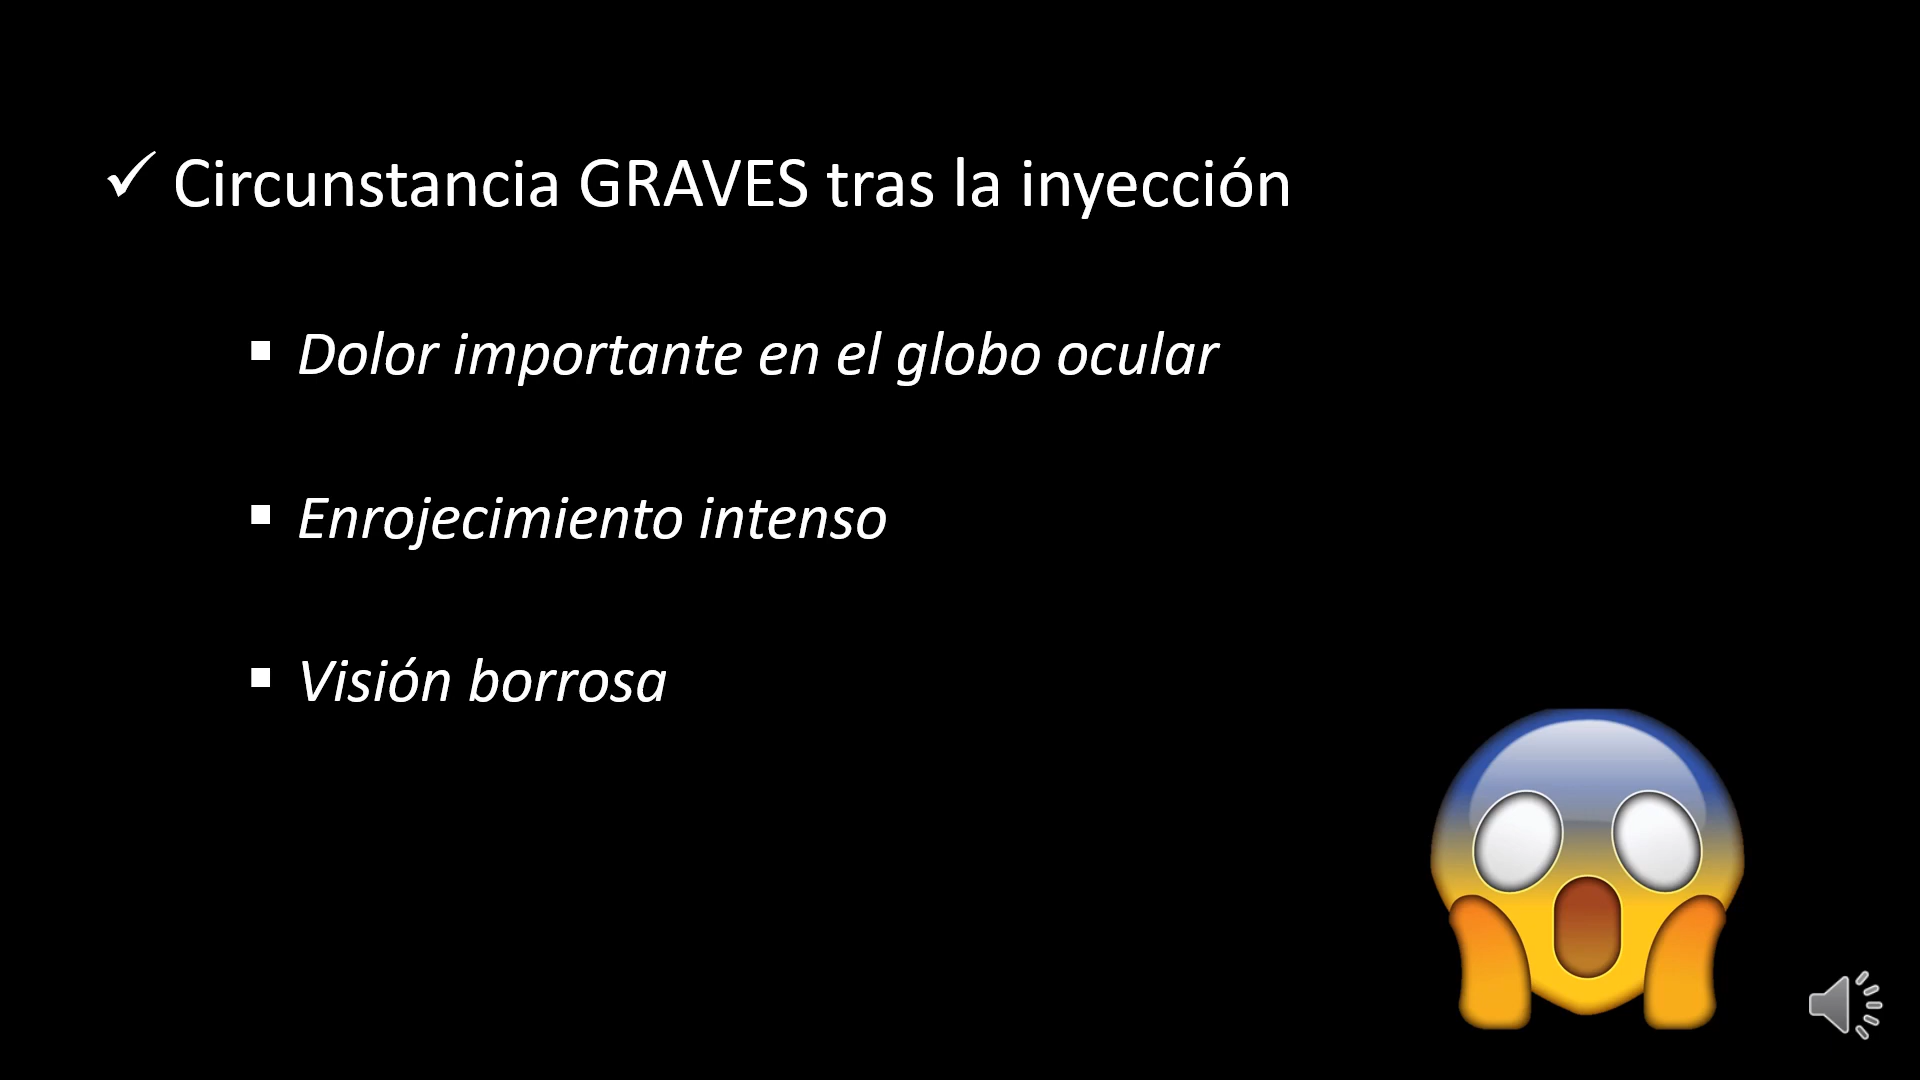 ✓ Circunstancia GRAVES tras la inyección
▪ Dolor importante en el globo ocular
▪ Enrojecimiento intenso
▪ Visión borrosa